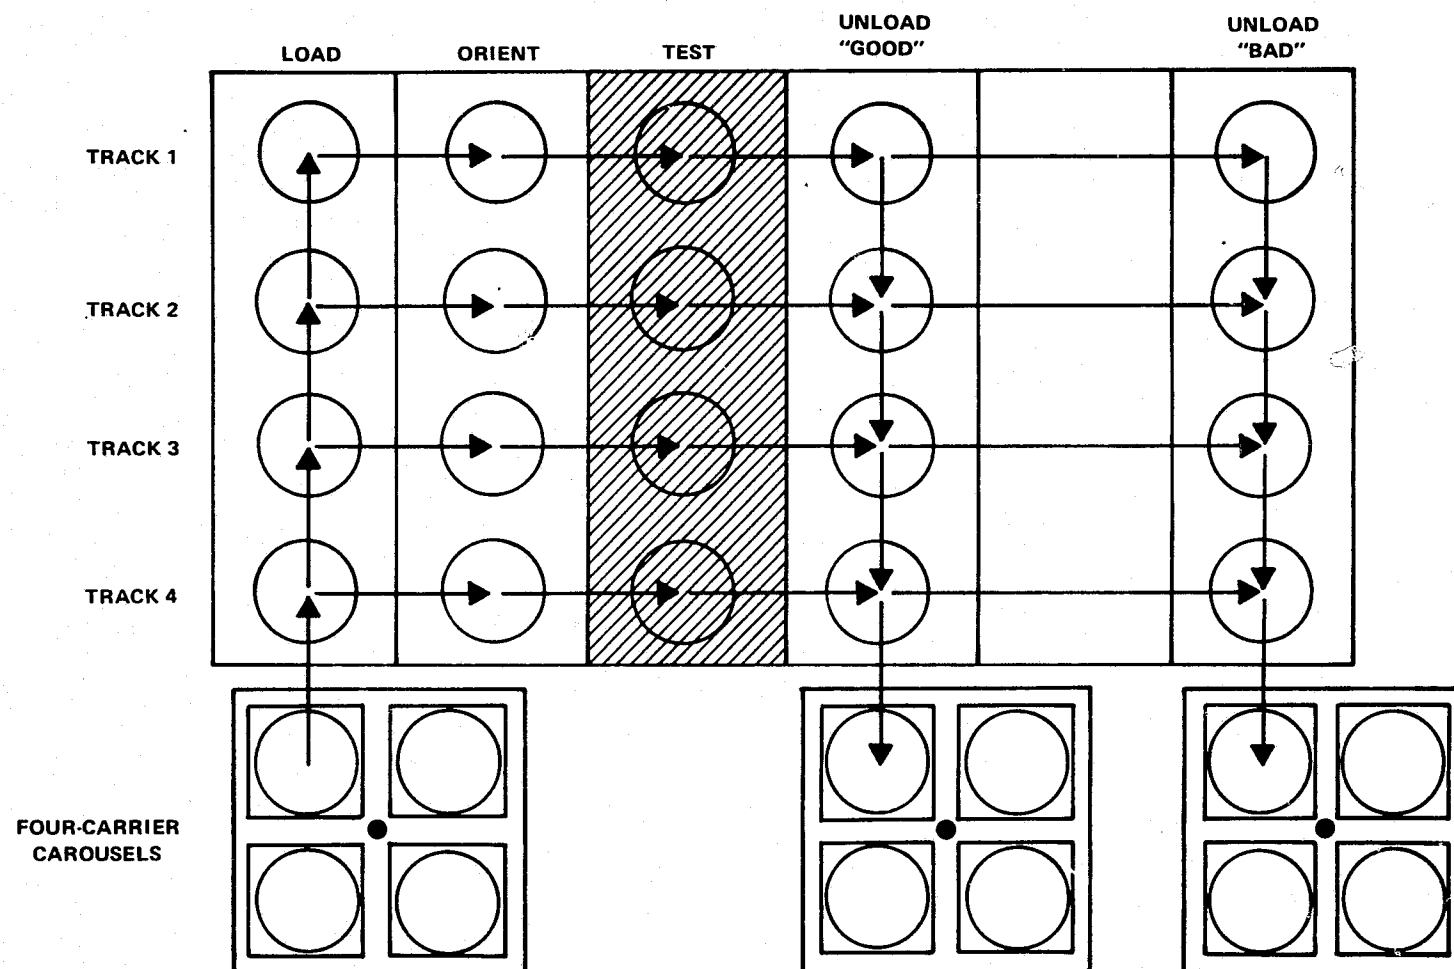 LOAD
ORIENT
TEST
UNLOAD
"GOOD"
UNLOAD
"BAD"
TRACK 1
TRACK 2
TRACK 3
TRACK 4
FOUR-CARRIER
CAROUSELS